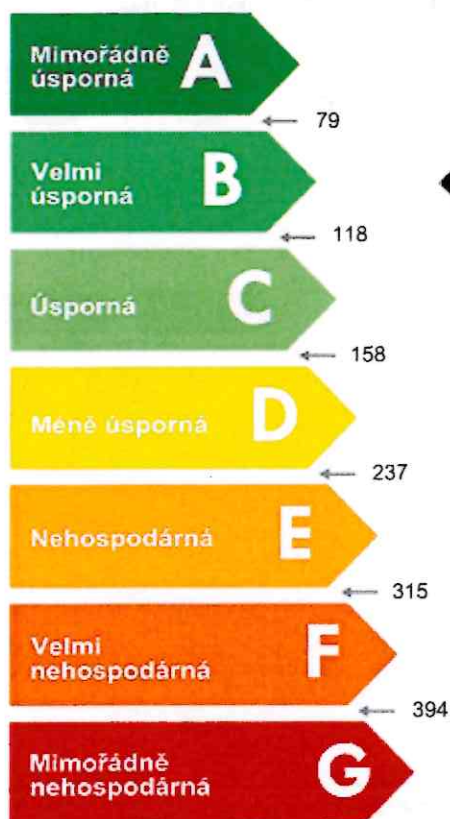 Mimořádně
úsporná
A
79
Velmi
úsporná
B
118
Úsporná
C
158
Méně úsporná
D
237
Nehospodárná
E
315
Velmi
nehospodárná
F
394
Mimořádně
nehospodárná
G